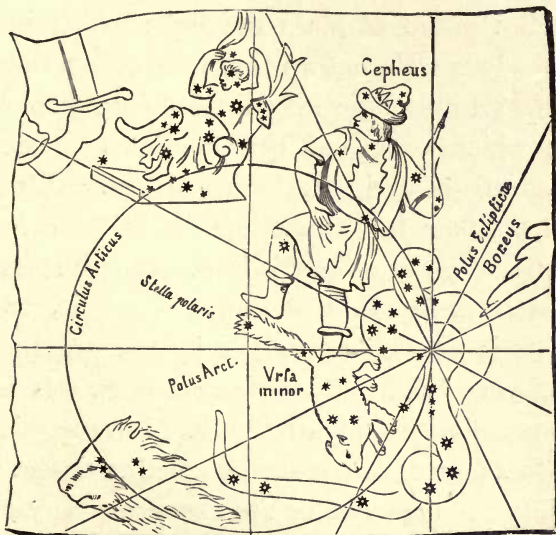 Cepheus
Polus Eclipticæ
Boreus
Circulus Articus
Stella polaris
Polus Arct.
Vrsa
minor